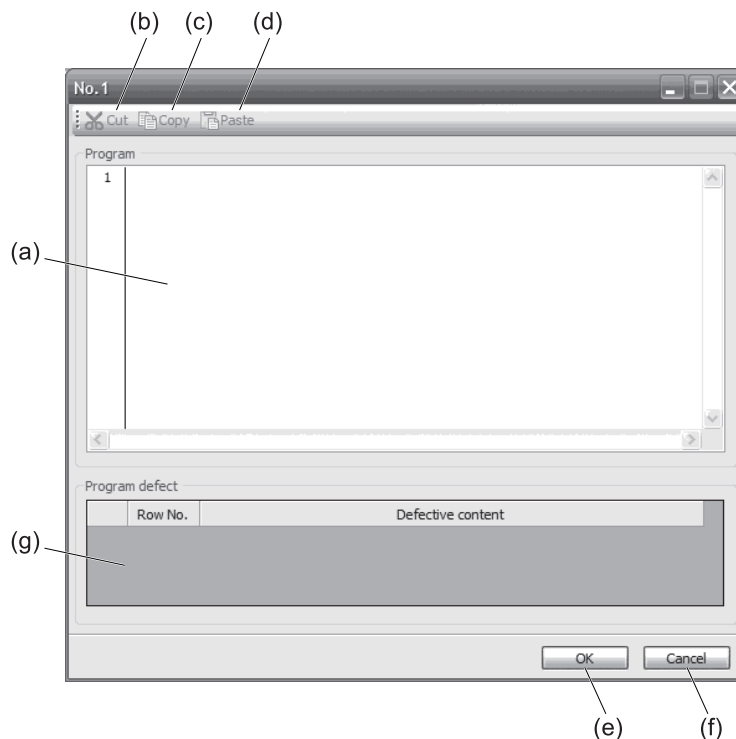 (b) (c) (d)
No.1
Cut Copy Paste
Program
1
(a)
Program defect
Row No. Defective content
(g)
OK Cancel
(e) (f)